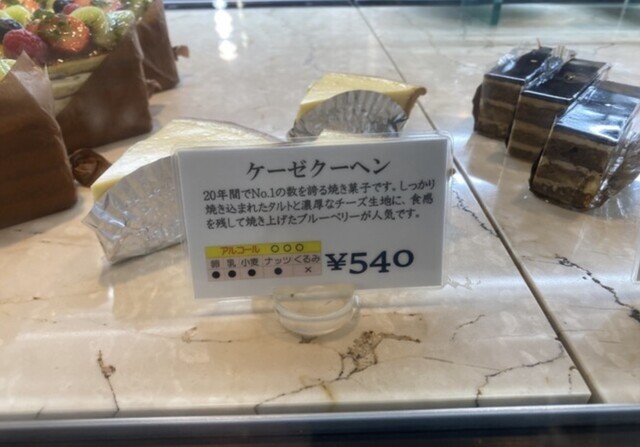 ケーゼクーヘン
20年間でNo.1の数を誇る焼き菓子です。しっかり
焼き込まれたタルトと濃厚なチーズ生地に、食感
を残して焼き上げたブルーベリーが人気です。
アルコール ○○○
卵 乳 小麦 ナッツ くるみ
● ● ● ● ×
¥540